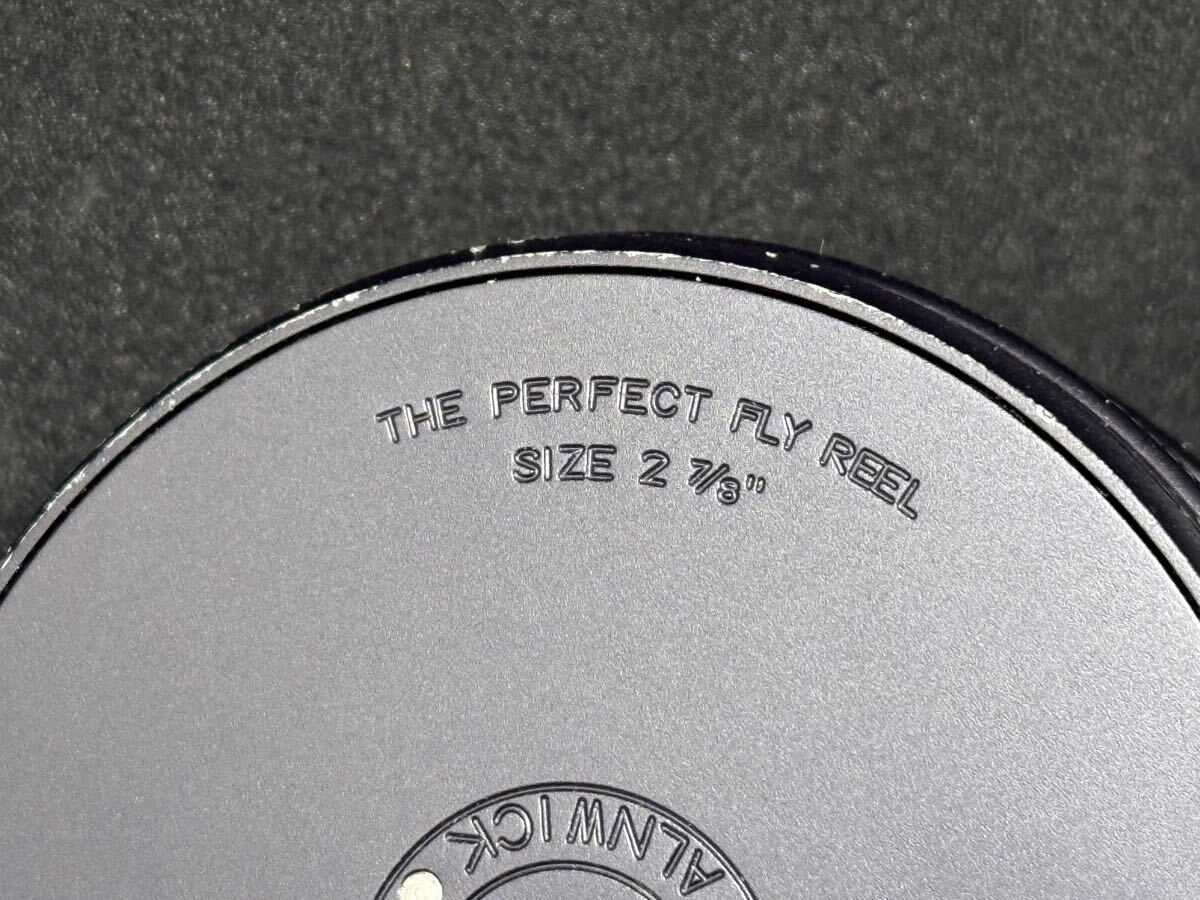 THE PERFECT FLY REEL
SIZE 2 7/8"
ALNWICK